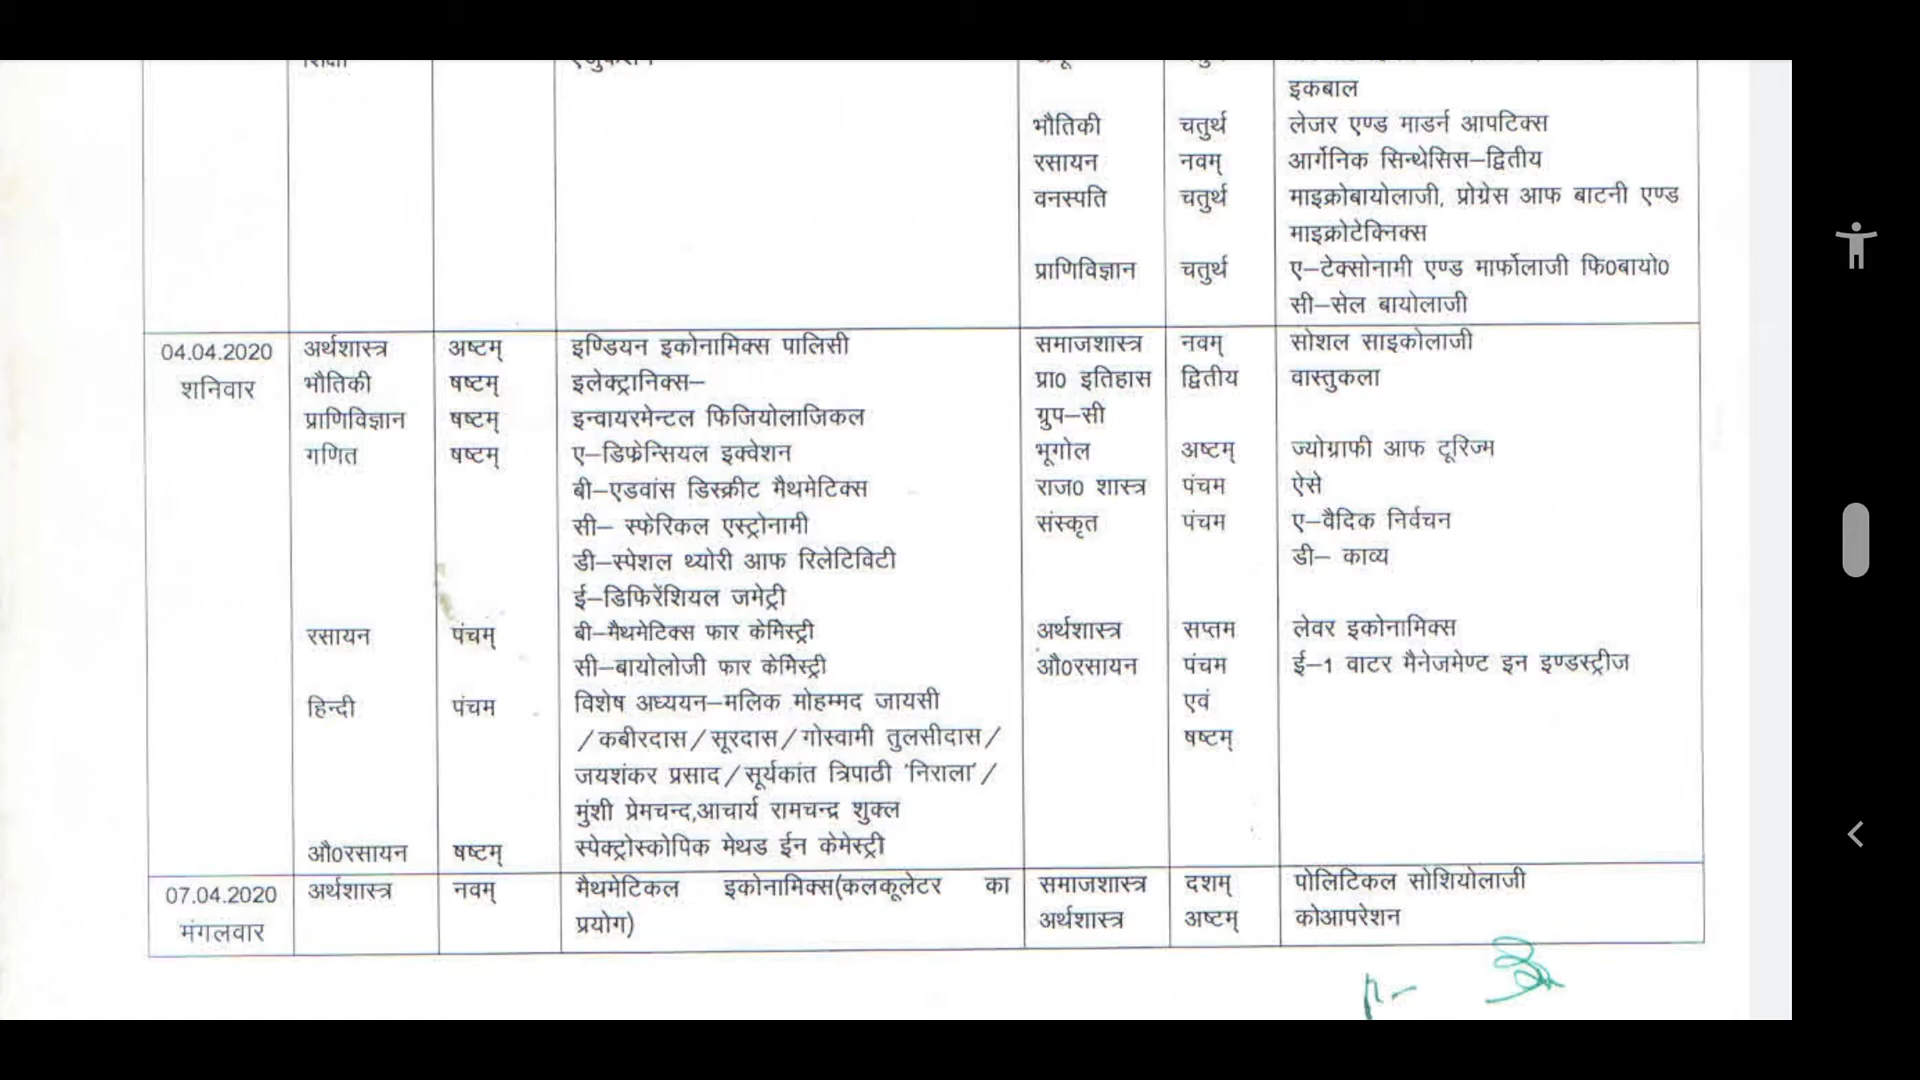 इकबाल
भौतिकी चतुर्थ लेजर एण्ड माडर्न आपटिक्स
रसायन नवम् आर्गेनिक सिन्थेसिस–द्वितीय
वनस्पति चतुर्थ माइक्रोबायोलाजी, प्रोग्रेस आफ बाटनी एण्ड
माइक्रोटेक्निक्स
प्राणिविज्ञान चतुर्थ ए–टेक्सोनामी एण्ड मार्फोलाजी फि0बायो0
सी–सेल बायोलाजी
04.04.2020 अर्थशास्त्र अष्टम् इण्डियन इकोनामिक्स पालिसी समाजशास्त्र नवम् सोशल साइकोलाजी
शनिवार भौतिकी षष्टम् इलेक्ट्रानिक्स– प्रा0 इतिहास द्वितीय वास्तुकला
प्राणिविज्ञान षष्टम् इन्वायरमेन्टल फिजियोलाजिकल ग्रुप–सी
गणित षष्टम् ए–डिफ्रेन्सियल इक्वेशन भूगोल अष्टम् ज्योग्राफी आफ टूरिज्म
बी–एडवांस डिस्क्रीट मैथमेटिक्स राज0 शास्त्र पंचम ऐसे
सी– स्फेरिकल एस्ट्रोनामी संस्कृत पंचम ए–वैदिक निर्वचन
डी–स्पेशल थ्योरी आफ रिलेटिविटी डी– काव्य
ई–डिफिरेंशियल जमेट्री
रसायन पंचम् बी–मैथमेटिक्स फार केमिेस्ट्री अर्थशास्त्र सप्तम लेवर इकोनामिक्स
सी–बायोलोजी फार केमिेस्ट्री औ0रसायन पंचम ई–1 वाटर मैनेजमेण्ट इन इण्डस्ट्रीज
हिन्दी पंचम विशेष अध्ययन–मलिक मोहम्मद जायसी एवं
/कबीरदास/सूरदास/गोस्वामी तुलसीदास/ षष्टम्
जयशंकर प्रसाद/सूर्यकांत त्रिपाठी 'निराला'/
मुंशी प्रेमचन्द,आचार्य रामचन्द्र शुक्ल
औ0रसायन षष्टम् स्पेक्ट्रोस्कोपिक मेथड ईन केमेस्ट्री
07.04.2020 अर्थशास्त्र नवम् मैथमेटिकल इकोनामिक्स(कलकूलेटर का समाजशास्त्र दशम् पोलिटिकल सोशियोलाजी
मंगलवार प्रयोग) अर्थशास्त्र अष्टम् कोआपरेशन